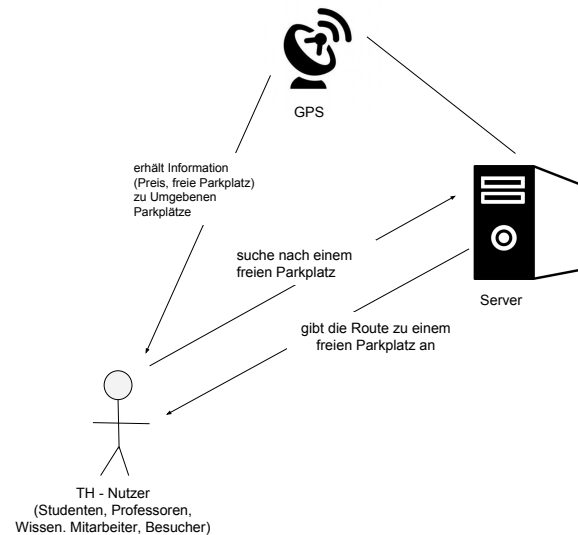 GPS
erhält Information
(Preis, freie Parkplatz)
zu Umgebenen
Parkplätze
suche nach einem
freien Parkplatz
Server
gibt die Route zu einem
freien Parkplatz an
TH - Nutzer
(Studenten, Professoren,
Wissen. Mitarbeiter, Besucher)